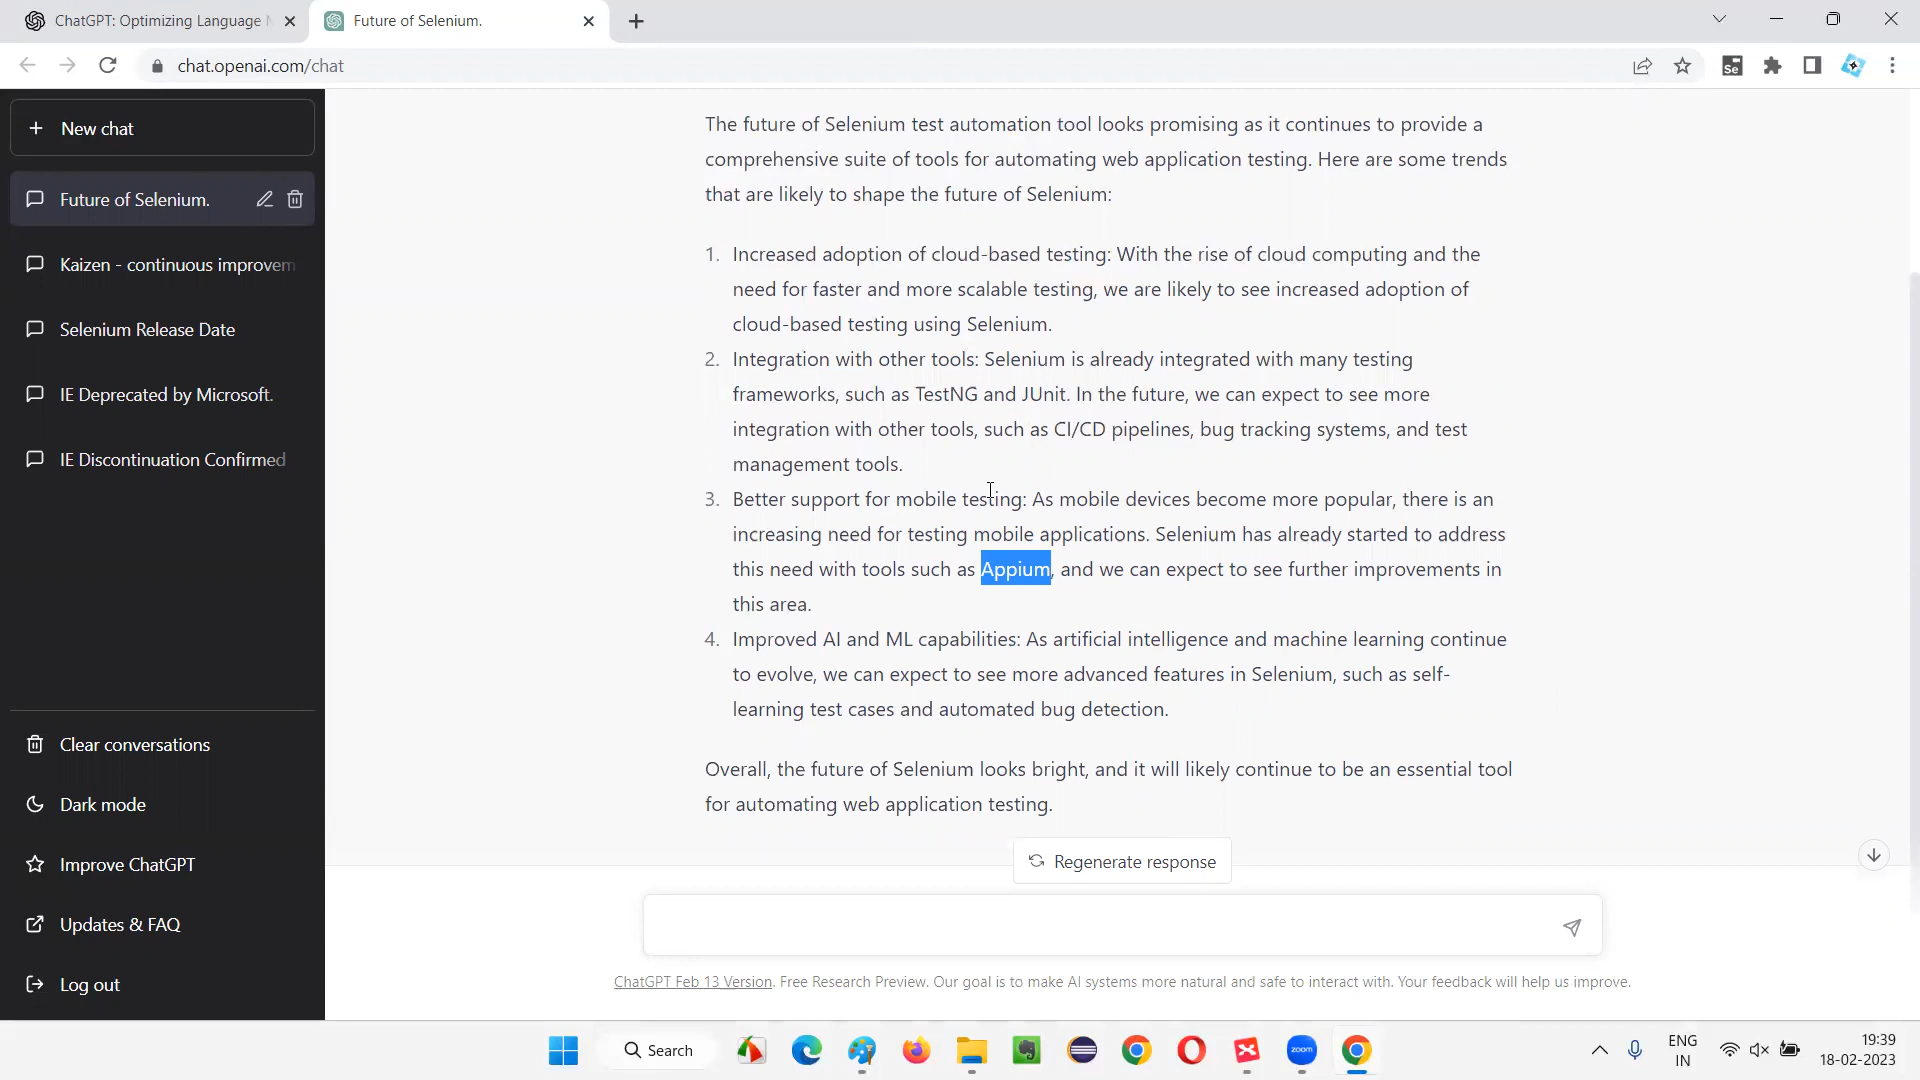 ChatGPT: Optimizing Language
Future of Selenium.
chat.openai.com/chat
Se
New chat
Future of Selenium.
Kaizen - continuous improvem
Selenium Release Date
IE Deprecated by Microsoft.
IE Discontinuation Confirmed
Clear conversations
Dark mode
Improve ChatGPT
Updates & FAQ
Log out
The future of Selenium test automation tool looks promising as it continues to provide a
comprehensive suite of tools for automating web application testing. Here are some trends
that are likely to shape the future of Selenium:
1. Increased adoption of cloud-based testing: With the rise of cloud computing and the
need for faster and more scalable testing, we are likely to see increased adoption of
cloud-based testing using Selenium.
2. Integration with other tools: Selenium is already integrated with many testing
frameworks, such as TestNG and JUnit. In the future, we can expect to see more
integration with other tools, such as CI/CD pipelines, bug tracking systems, and test
management tools.
3. Better support for mobile testing: As mobile devices become more popular, there is an
increasing need for testing mobile applications. Selenium has already started to address
this need with tools such as Appium, and we can expect to see further improvements in
this area.
4. Improved AI and ML capabilities: As artificial intelligence and machine learning continue
to evolve, we can expect to see more advanced features in Selenium, such as self-
learning test cases and automated bug detection.
Overall, the future of Selenium looks bright, and it will likely continue to be an essential tool
for automating web application testing.
Regenerate response
ChatGPT Feb 13 Version. Free Research Preview. Our goal is to make AI systems more natural and safe to interact with. Your feedback will help us improve.
Search
zoom
ENG
IN
19:39
18-02-2023